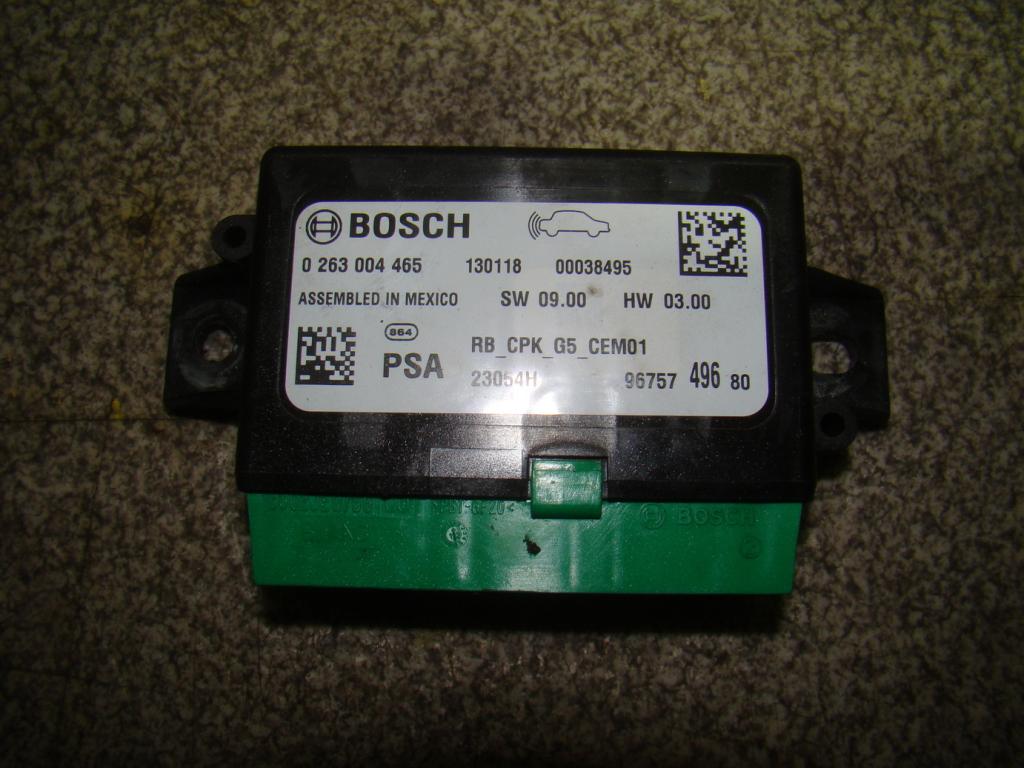 BOSCH
0 263 004 465 130118 00038495
ASSEMBLED IN MEXICO SW 09.00 HW 03.00
864
PSA RB_CPK_G5_CEM01
23054H 96757 496 80
BOSCH